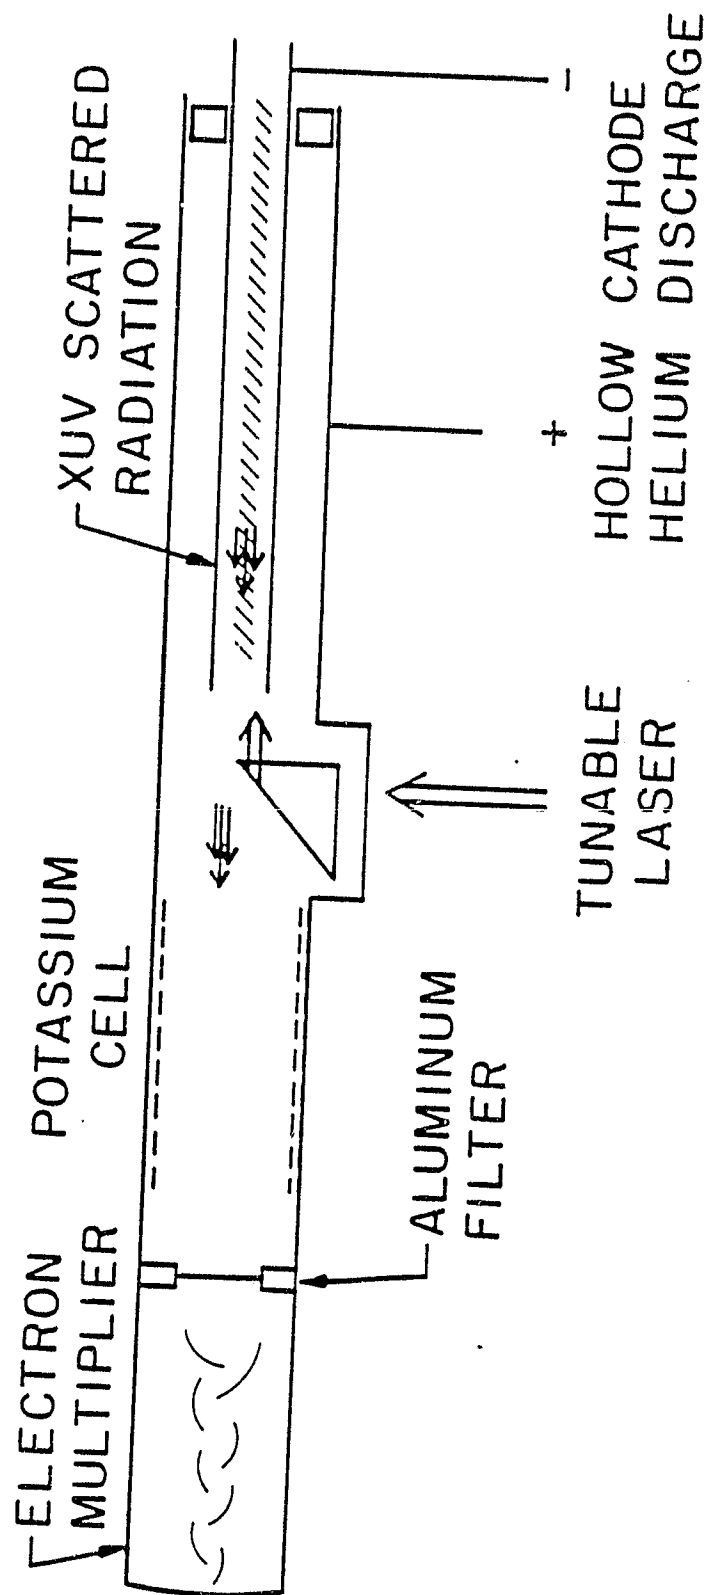 ELECTRON
MULTIPLIER
POTASSIUM
CELL
XUV SCATTERED
RADIATION
ALUMINUM
FILTER
TUNABLE
LASER
+
−
HOLLOW CATHODE
HELIUM DISCHARGE